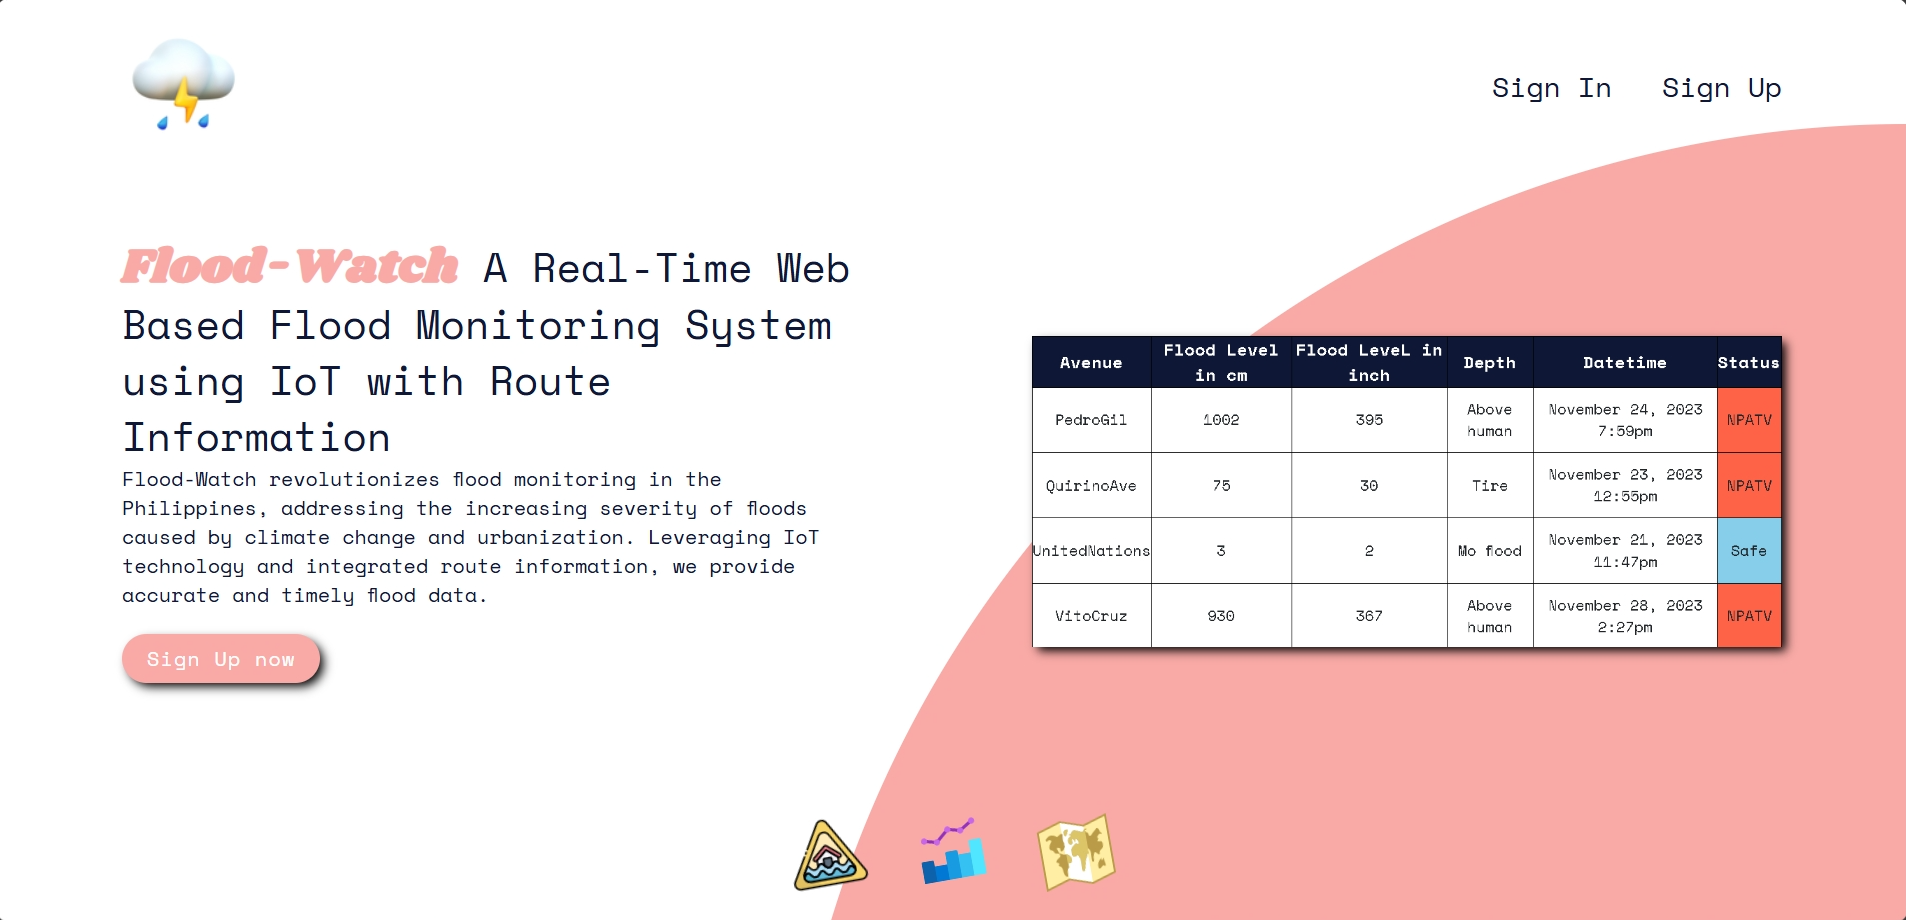 Sign In Sign Up
Flood-Watch A Real-Time Web
Based Flood Monitoring System
using IoT with Route
Information
Flood-Watch revolutionizes flood monitoring in the
Philippines, addressing the increasing severity of floods
caused by climate change and urbanization. Leveraging IoT
technology and integrated route information, we provide
accurate and timely flood data.
Sign Up now
Avenue Flood Level in cm Flood LeveL in inch Depth Datetime Status
PedroGil 1002 395 Above human November 24, 2023 7:59pm NPATV
QuirinoAve 75 30 Tire November 23, 2023 12:55pm NPATV
UnitedNations 3 2 Mo flood November 21, 2023 11:47pm Safe
VitoCruz 930 367 Above human November 28, 2023 2:27pm NPATV